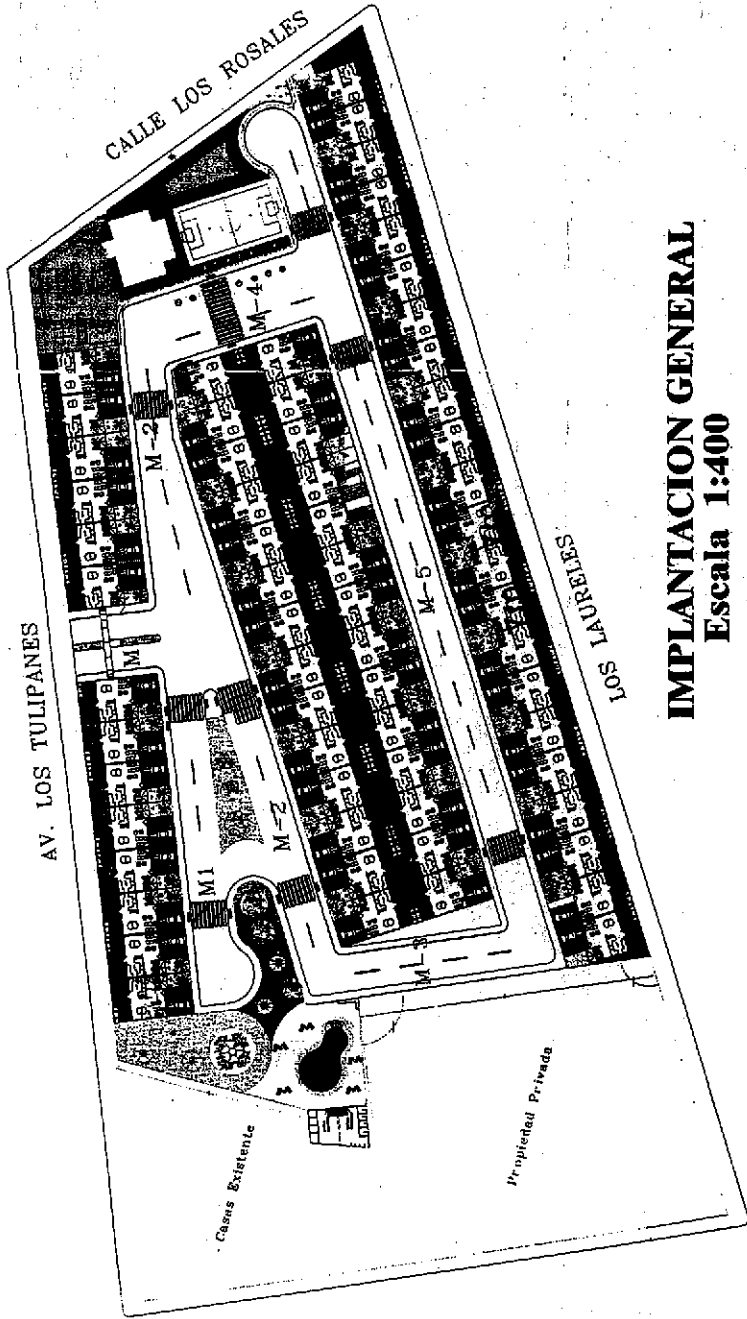 CALLE LOS ROSALES
AV. LOS TULIPANES
M-4
M-2
M1
M-2
M-5
M-3
Casas Existente
Propiedad Privada
LOS LAURELES
IMPLANTACION GENERAL
Escala 1:400